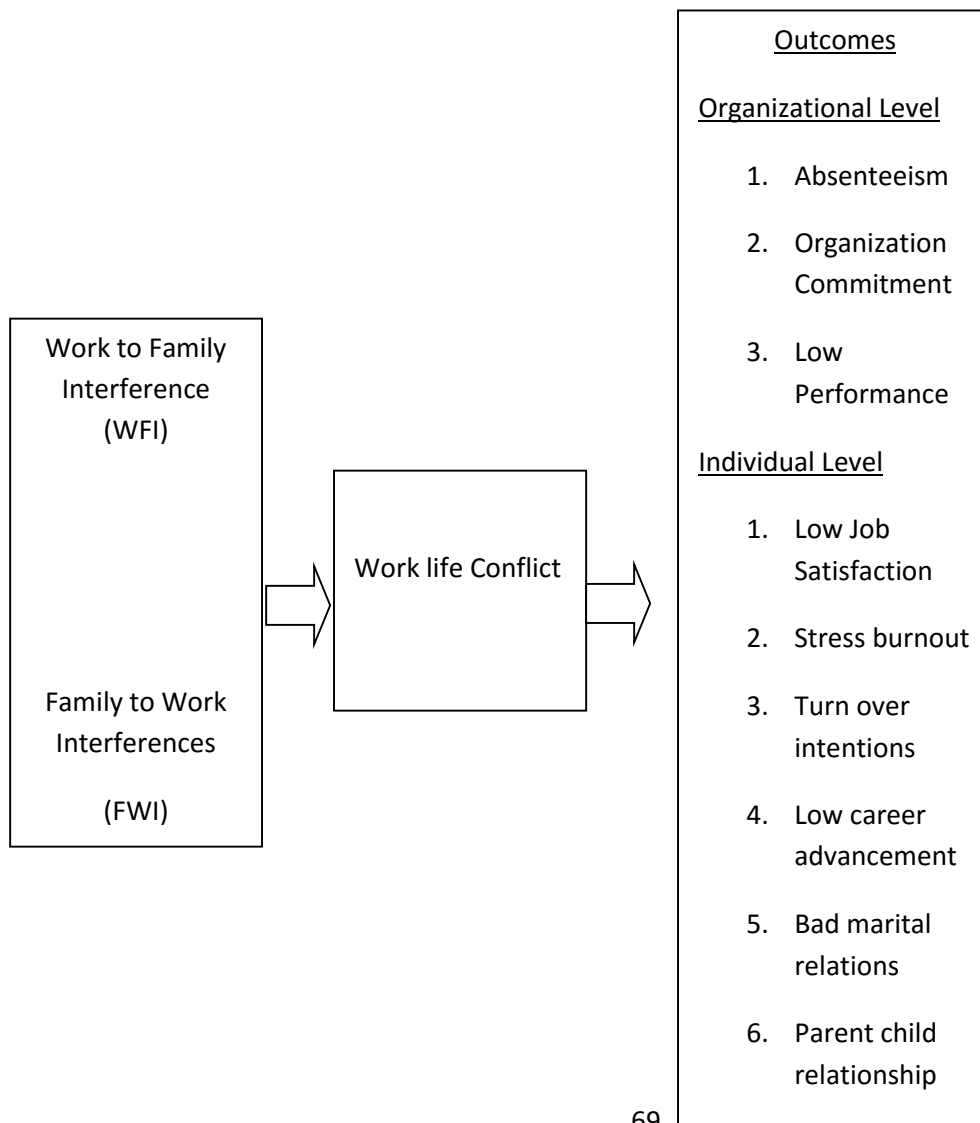 Work to Family
Interference
(WFI)
Family to Work
Interferences
(FWI)
Work life Conflict
Outcomes
Organizational Level
1. Absenteeism
2. Organization
Commitment
3. Low
Performance
Individual Level
1. Low Job
Satisfaction
2. Stress burnout
3. Turn over
intentions
4. Low career
advancement
5. Bad marital
relations
6. Parent child
relationship
69